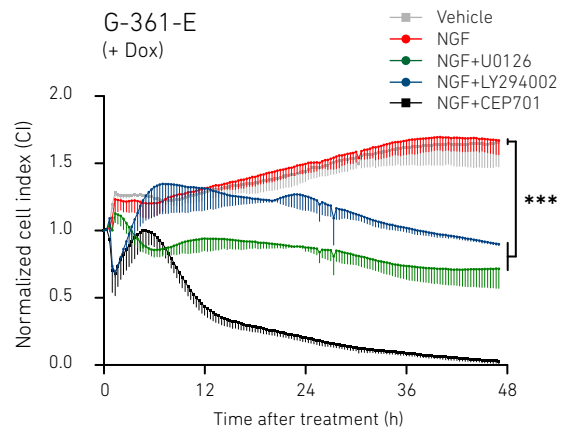 G-361-E
(+ Dox)
Vehicle
NGF
NGF+U0126
NGF+LY294002
NGF+CEP701
Normalized cell index (CI)
2.0
1.5
1.0
0.5
0.0
***
0
12
24
36
48
Time after treatment (h)